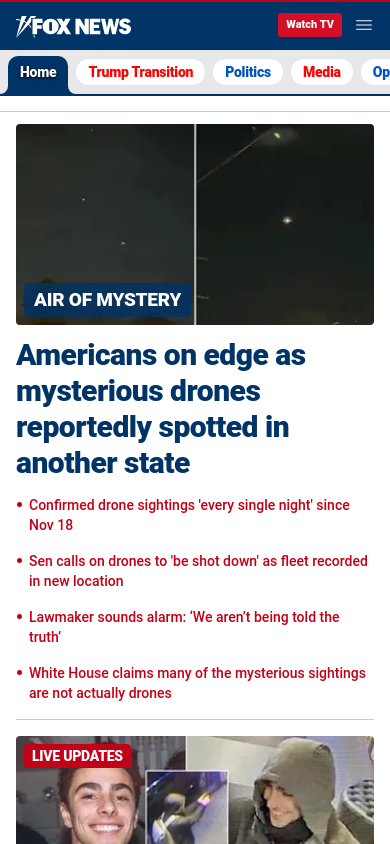 FOX NEWS
Watch TV
Home
Trump Transition
Politics
Media
Op
AIR OF MYSTERY
Americans on edge as
mysterious drones
reportedly spotted in
another state
• Confirmed drone sightings 'every single night' since
Nov 18
• Sen calls on drones to 'be shot down' as fleet recorded
in new location
• Lawmaker sounds alarm: ‘We aren’t being told the
truth’
• White House claims many of the mysterious sightings
are not actually drones
LIVE UPDATES